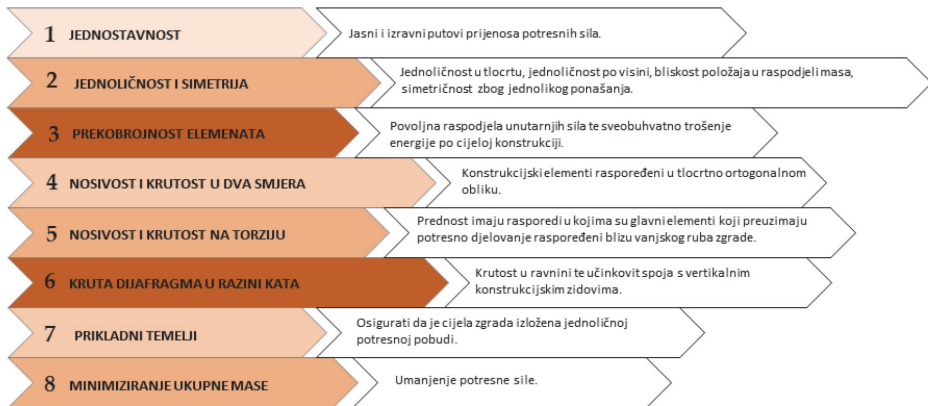 1 JEDNOSTAVNOST
Jasni i izravni putovi prijenosa potresnih sila.
2 JEDNOLIČNOST I SIMETRIJA
Jednoličnost u tlocrtu, jednoličnost po visini, bliskost položaja u raspodjeli masa,
simetričnost zbog jednolikog ponašanja.
3 PREKOBROJNOST ELEMENATA
Povoljna raspodjela unutarnjih sila te sveobuhvatno trošenje
energije po cijeloj konstrukciji.
4 NOSIVOST I KRUTOST U DVA SMJERA
Konstrukcijski elementi raspoređeni u tlocrtno ortogonalnom
obliku.
5 NOSIVOST I KRUTOST NA TORZIJU
Prednost imaju rasporedi u kojima su glavni elementi koji preuzimaju
potresno djelovanje raspoređeni blizu vanjskog ruba zgrade.
6 KRUTA DIJAFRAGMA U RAZINI KATA
Krutost u ravnini te učinkovit spoja s vertikalnim
konstrukcijskim zidovima.
7 PRIKLADNI TEMELJI
Osigurati da je cijela zgrada izložena jednoličnoj
potresnoj pobudi.
8 MINIMIZIRANJE UKUPNE MASE
Umanjenje potresne sile.